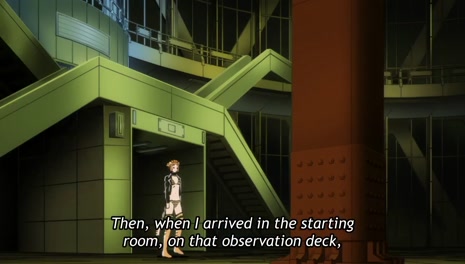 Then, when I arrived in the starting
room, on that observation deck,